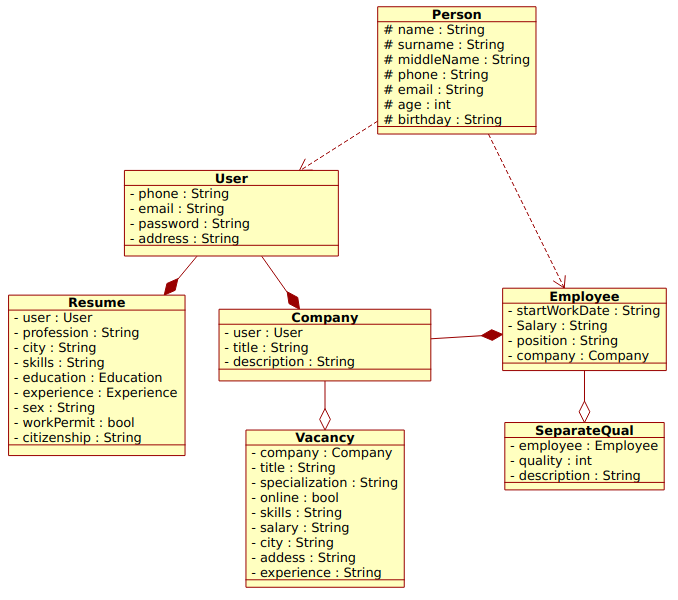 Person
# name : String
# surname : String
# middleName : String
# phone : String
# email : String
# age : int
# birthday : String
User
- phone : String
- email : String
- password : String
- address : String
Resume
- user : User
- profession : String
- city : String
- skills : String
- education : Education
- experience : Experience
- sex : String
- workPermit : bool
- citizenship : String
Company
- user : User
- title : String
- description : String
Employee
- startWorkDate : String
- Salary : String
- position : String
- company : Company
Vacancy
- company : Company
- title : String
- specialization : String
- online : bool
- skills : String
- salary : String
- city : String
- addess : String
- experience : String
SeparateQual
- employee : Employee
- quality : int
- description : String